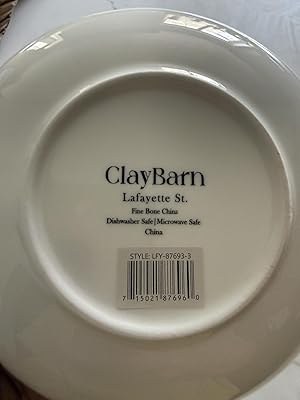 ClayBarn
Lafayette St.
Fine Bone China
Dishwasher Safe|Microwave Safe
China
STYLE: LFY-87693-3
7 15021 87696 0